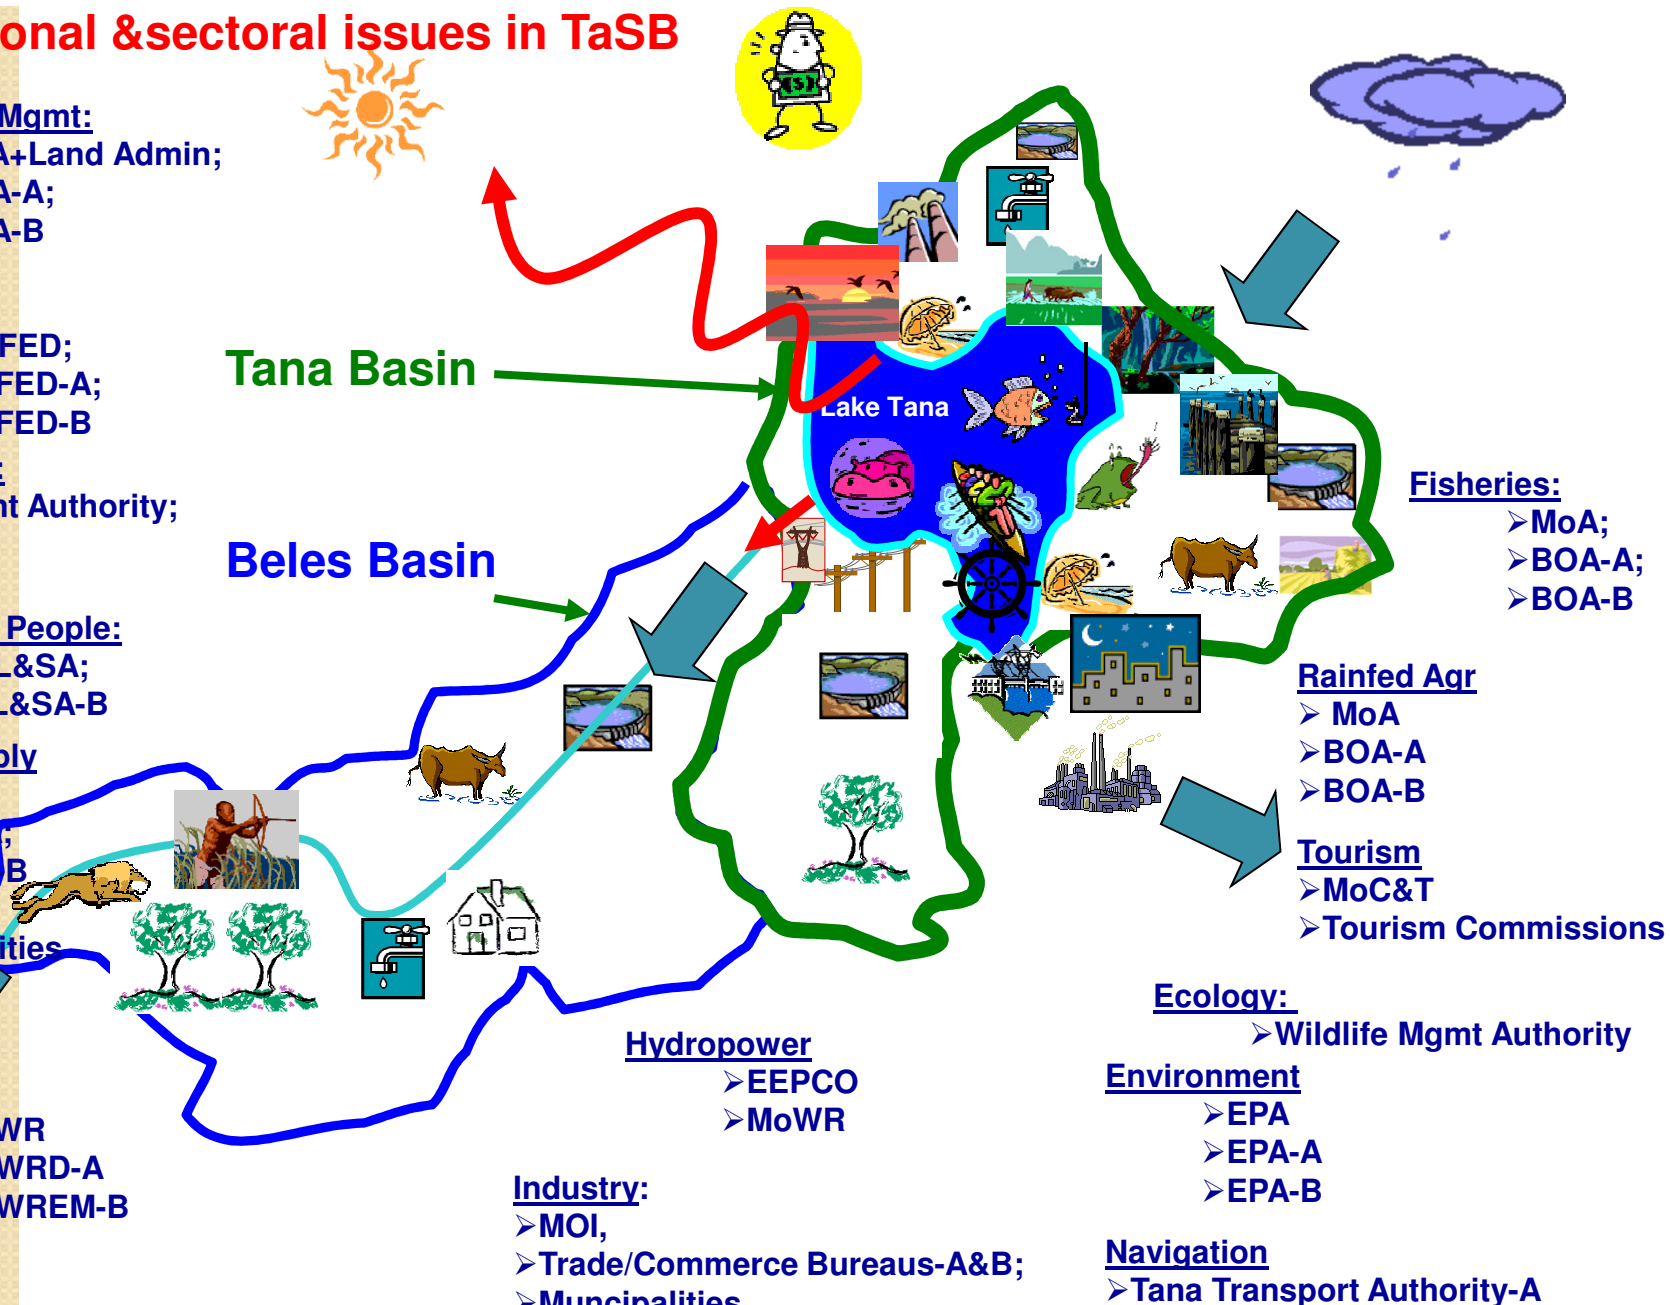 onal &sectoral issues in TaSB
Mgmt:
A+Land Admin;
A-A;
A-B
FED;
FED-A;
FED-B
:
nt Authority;
People:
L&SA;
L&SA-B
ply
;
B
ities
WR
WRD-A
WREM-B
Tana Basin
Beles Basin
Lake Tana
Fisheries:
➢MoA;
➢BOA-A;
➢BOA-B
Rainfed Agr
➢ MoA
➢BOA-A
➢BOA-B
Tourism
➢MoC&T
➢Tourism Commissions
Ecology:
➢Wildlife Mgmt Authority
Environment
➢EPA
➢EPA-A
➢EPA-B
Navigation
➢Tana Transport Authority-A
Hydropower
➢EEPCO
➢MoWR
Industry:
➢MOI,
➢Trade/Commerce Bureaus-A&B;
➢Muncipalities